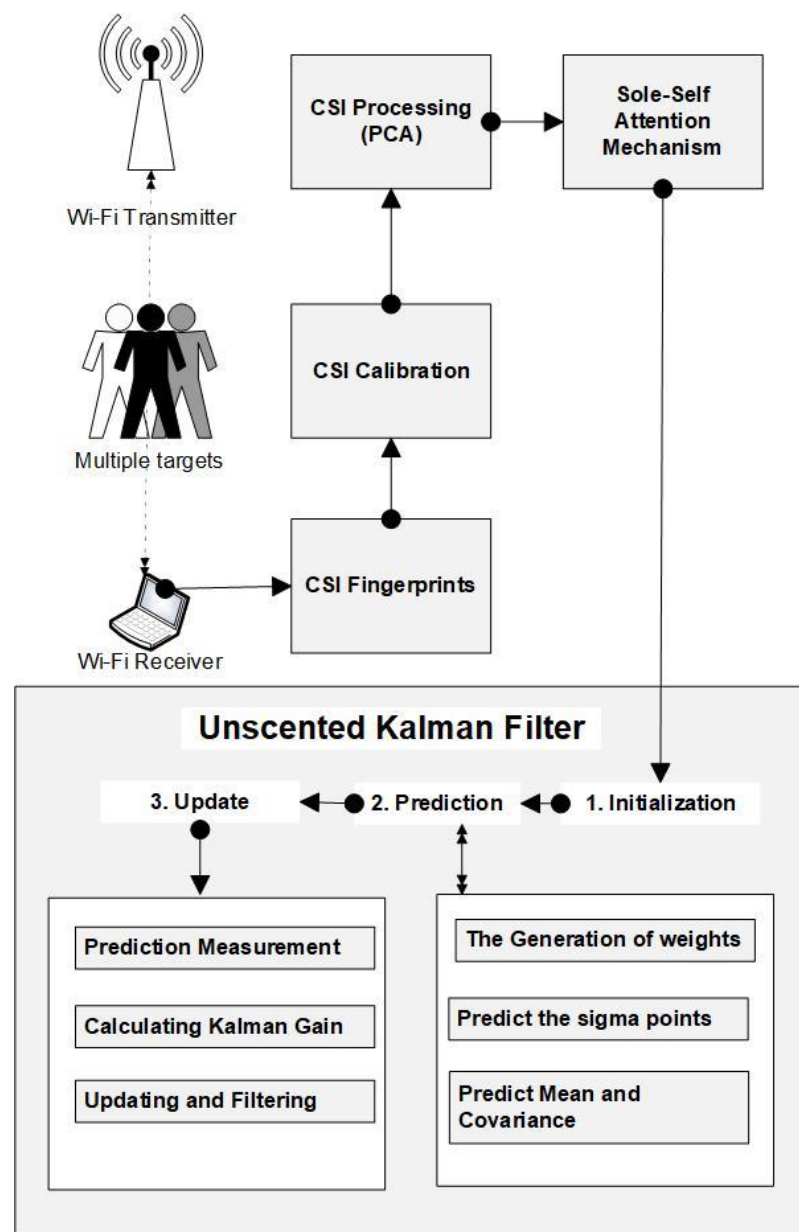 Wi-Fi Transmitter
Multiple targets
Wi-Fi Receiver
CSI Fingerprints
CSI Calibration
CSI Processing
(PCA)
Sole-Self
Attention
Mechanism
Unscented Kalman Filter
1. Initialization
2. Prediction
3. Update
The Generation of weights
Predict the sigma points
Predict Mean and
Covariance
Prediction Measurement
Calculating Kalman Gain
Updating and Filtering